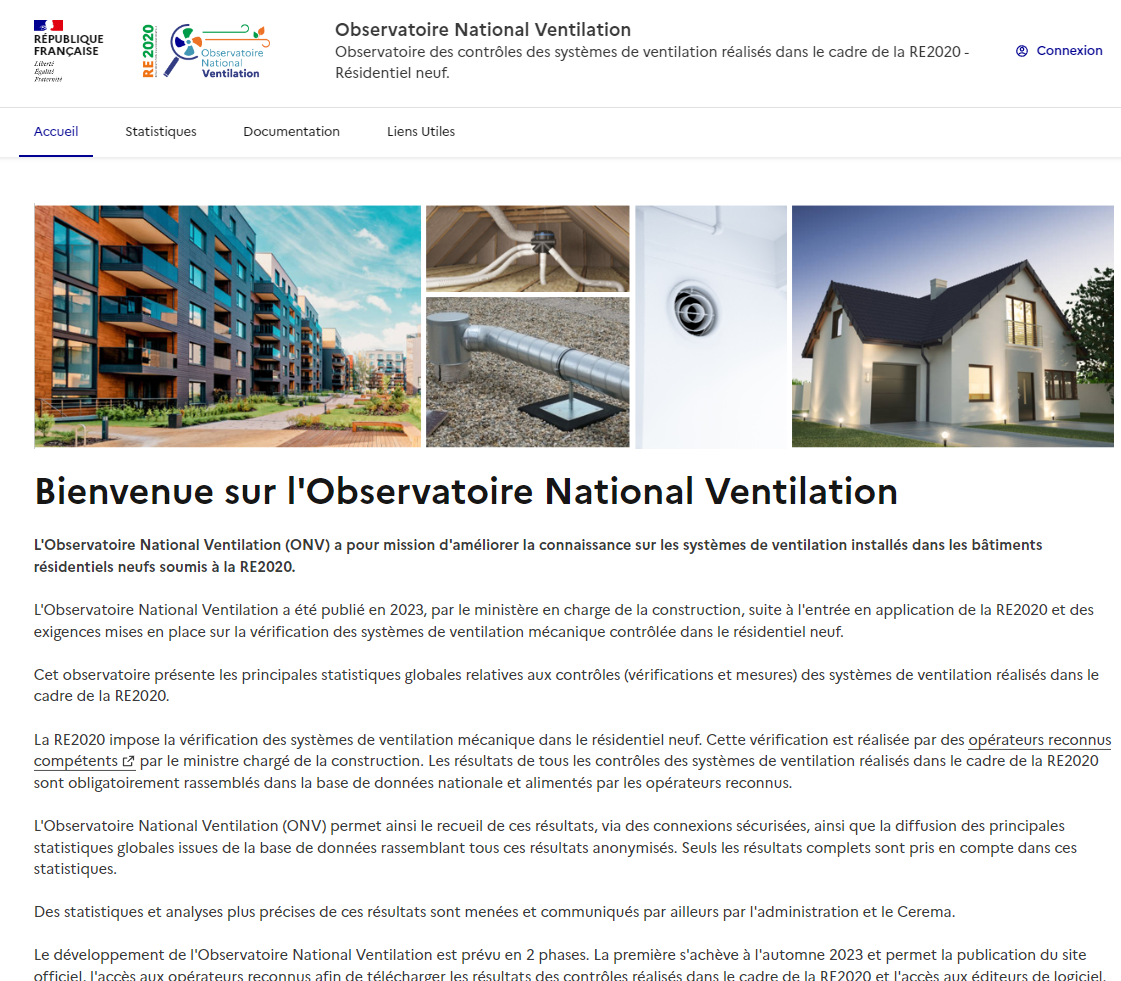 RÉPUBLIQUE
FRANÇAISE
Liberté
Égalité
Fraternité
RE2020
Observatoire
National
Ventilation
Observatoire National Ventilation
Observatoire des contrôles des systèmes de ventilation réalisés dans le cadre de la RE2020 -
Résidentiel neuf.
Connexion
Accueil
Statistiques
Documentation
Liens Utiles
Bienvenue sur l'Observatoire National Ventilation
L'Observatoire National Ventilation (ONV) a pour mission d'améliorer la connaissance sur les systèmes de ventilation installés dans les bâtiments
résidentiels neufs soumis à la RE2020.
L'Observatoire National Ventilation a été publié en 2023, par le ministère en charge de la construction, suite à l'entrée en application de la RE2020 et des
exigences mises en place sur la vérification des systèmes de ventilation mécanique contrôlée dans le résidentiel neuf.
Cet observatoire présente les principales statistiques globales relatives aux contrôles (vérifications et mesures) des systèmes de ventilation réalisés dans le
cadre de la RE2020.
La RE2020 impose la vérification des systèmes de ventilation mécanique dans le résidentiel neuf. Cette vérification est réalisée par des opérateurs reconnus
compétents par le ministre chargé de la construction. Les résultats de tous les contrôles des systèmes de ventilation réalisés dans le cadre de la RE2020
sont obligatoirement rassemblés dans la base de données nationale et alimentés par les opérateurs reconnus.
L'Observatoire National Ventilation (ONV) permet ainsi le recueil de ces résultats, via des connexions sécurisées, ainsi que la diffusion des principales
statistiques globales issues de la base de données rassemblant tous ces résultats anonymisés. Seuls les résultats complets sont pris en compte dans ces
statistiques.
Des statistiques et analyses plus précises de ces résultats sont menées et communiqués par ailleurs par l'administration et le Cerema.
Le développement de l'Observatoire National Ventilation est prévu en 2 phases. La première s'achève à l'automne 2023 et permet la publication du site
officiel, l'accès aux opérateurs reconnus afin de télécharger les résultats des contrôles réalisés dans le cadre de la RE2020 et l'accès aux éditeurs de logiciel.